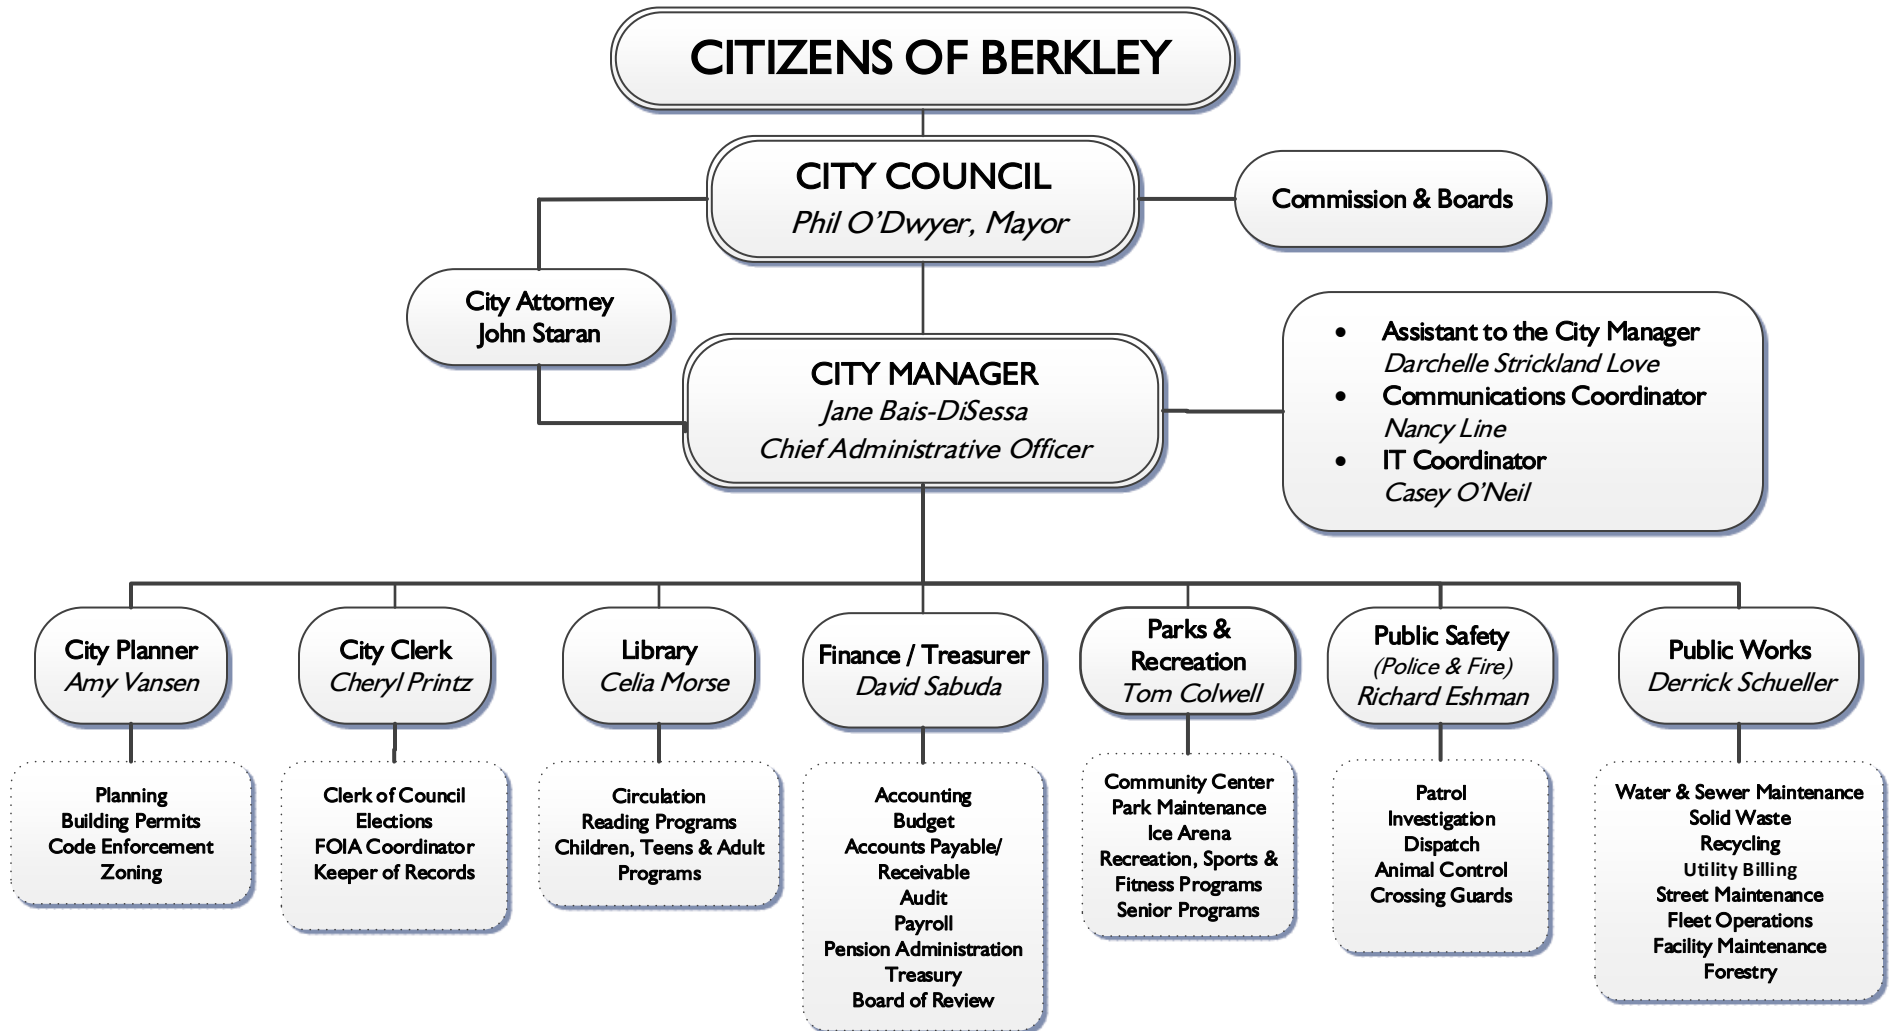 CITIZENS OF BERKLEY
CITY COUNCIL
Phil O'Dwyer, Mayor
Commission & Boards
City Attorney
John Staran
CITY MANAGER
Jane Bais-DiSessa
Chief Administrative Officer
• Assistant to the City Manager
Darchelle Strickland Love
• Communications Coordinator
Nancy Line
• IT Coordinator
Casey O'Neil
City Planner
Amy Vansen
City Clerk
Cheryl Printz
Library
Celia Morse
Finance / Treasurer
David Sabuda
Parks &
Recreation
Tom Colwell
Public Safety
(Police & Fire)
Richard Eshman
Public Works
Derrick Schueller
Planning
Building Permits
Code Enforcement
Zoning
Clerk of Council
Elections
FOIA Coordinator
Keeper of Records
Circulation
Reading Programs
Children, Teens & Adult
Programs
Accounting
Budget
Accounts Payable/
Receivable
Audit
Payroll
Pension Administration
Treasury
Board of Review
Community Center
Park Maintenance
Ice Arena
Recreation, Sports &
Fitness Programs
Senior Programs
Patrol
Investigation
Dispatch
Animal Control
Crossing Guards
Water & Sewer Maintenance
Solid Waste
Recycling
Utility Billing
Street Maintenance
Fleet Operations
Facility Maintenance
Forestry